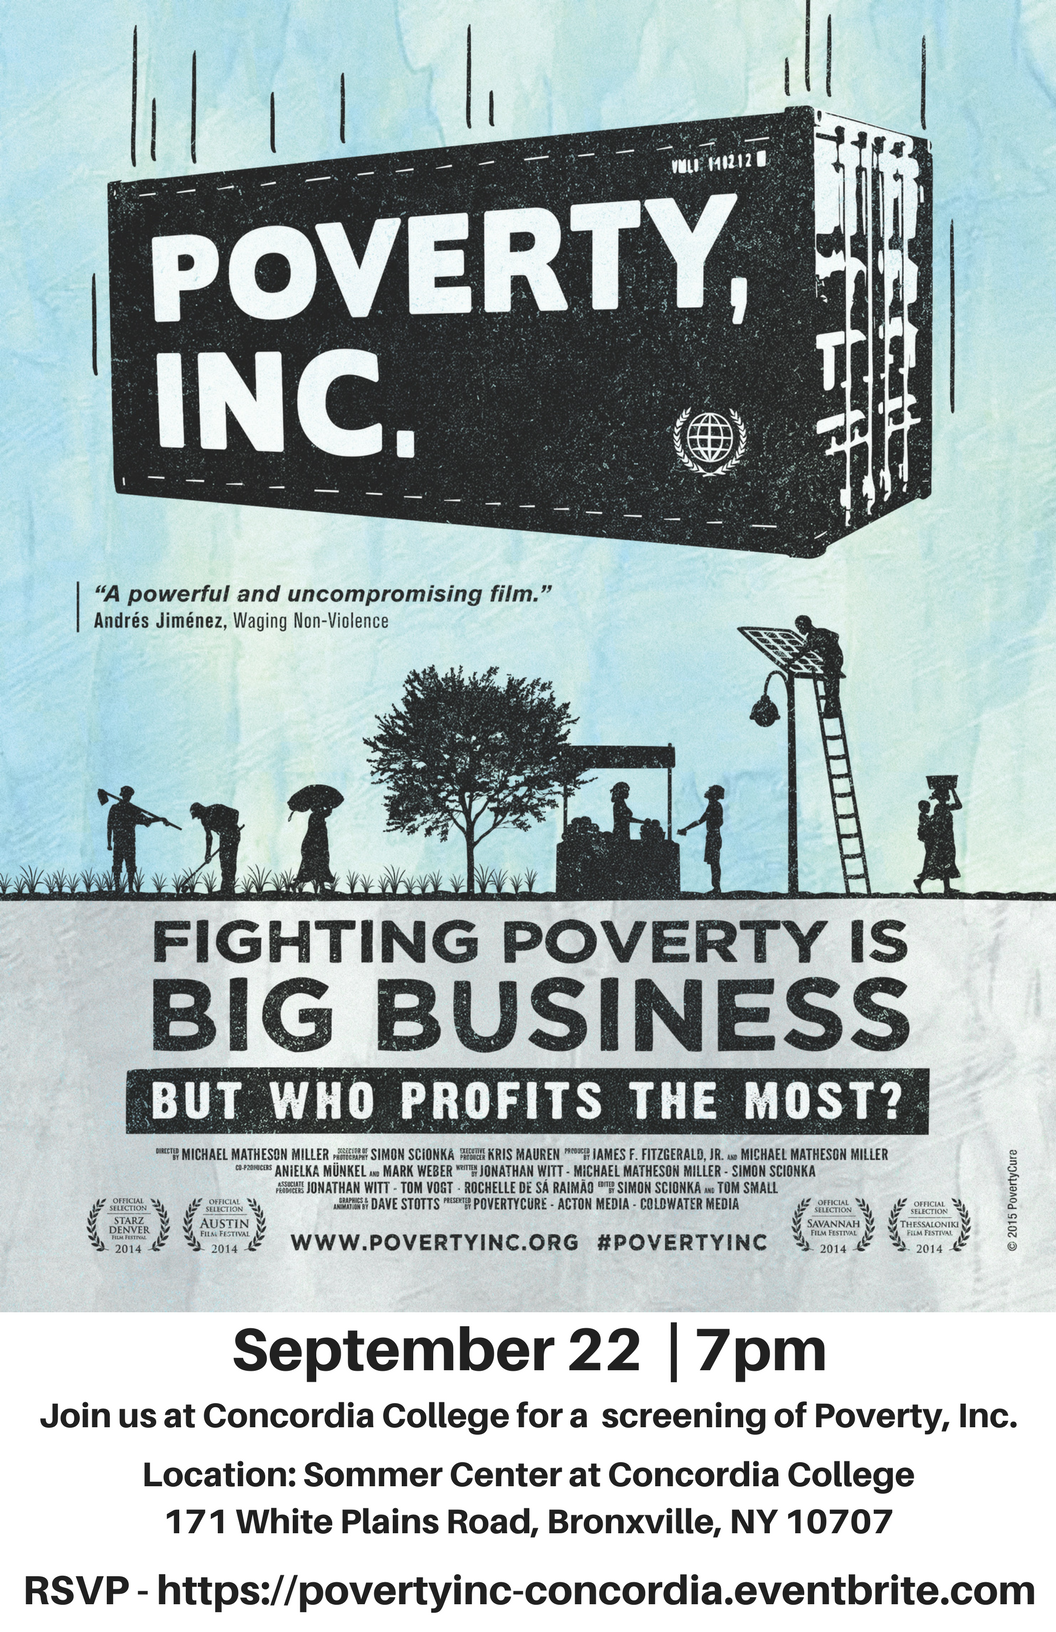 VMLU 110212
POVERTY,
INC.
“A powerful and uncompromising film.”
Andrés Jiménez, Waging Non-Violence
FIGHTING POVERTY IS
BIG BUSINESS
BUT WHO PROFITS THE MOST?
DIRECTED BY MICHAEL MATHESON MILLER DIRECTOR OF PHOTOGRAPHY SIMON SCIONKA EXECUTIVE PRODUCER KRIS MAUREN PRODUCED BY JAMES F. FITZGERALD, JR. AND MICHAEL MATHESON MILLER
CO-PRODUCERS ANIELKA MÜNKEL AND MARK WEBER WRITTEN BY JONATHAN WITT - MICHAEL MATHESON MILLER - SIMON SCIONKA
ASSOCIATE PRODUCERS JONATHAN WITT - TOM VOGT - ROCHELLE DE SÁ RAIMÃO EDITED BY SIMON SCIONKA AND TOM SMALL
GRAPHICS & ANIMATION BY DAVE STOTTS PRESENTED BY POVERTYCURE - ACTON MEDIA - COLDWATER MEDIA
OFFICIAL SELECTION
STARZ DENVER
FILM FESTIVAL
2014
OFFICIAL SELECTION
AUSTIN
FILM FESTIVAL
2014
WWW.POVERTYINC.ORG #POVERTYINC
OFFICIAL SELECTION
SAVANNAH
FILM FESTIVAL
2014
OFFICIAL SELECTION
THESSALONIKI
FILM FESTIVAL
2014
© 2015 PovertyCure
September 22 | 7pm
Join us at Concordia College for a screening of Poverty, Inc.
Location: Sommer Center at Concordia College
171 White Plains Road, Bronxville, NY 10707
RSVP - https://povertyinc-concordia.eventbrite.com